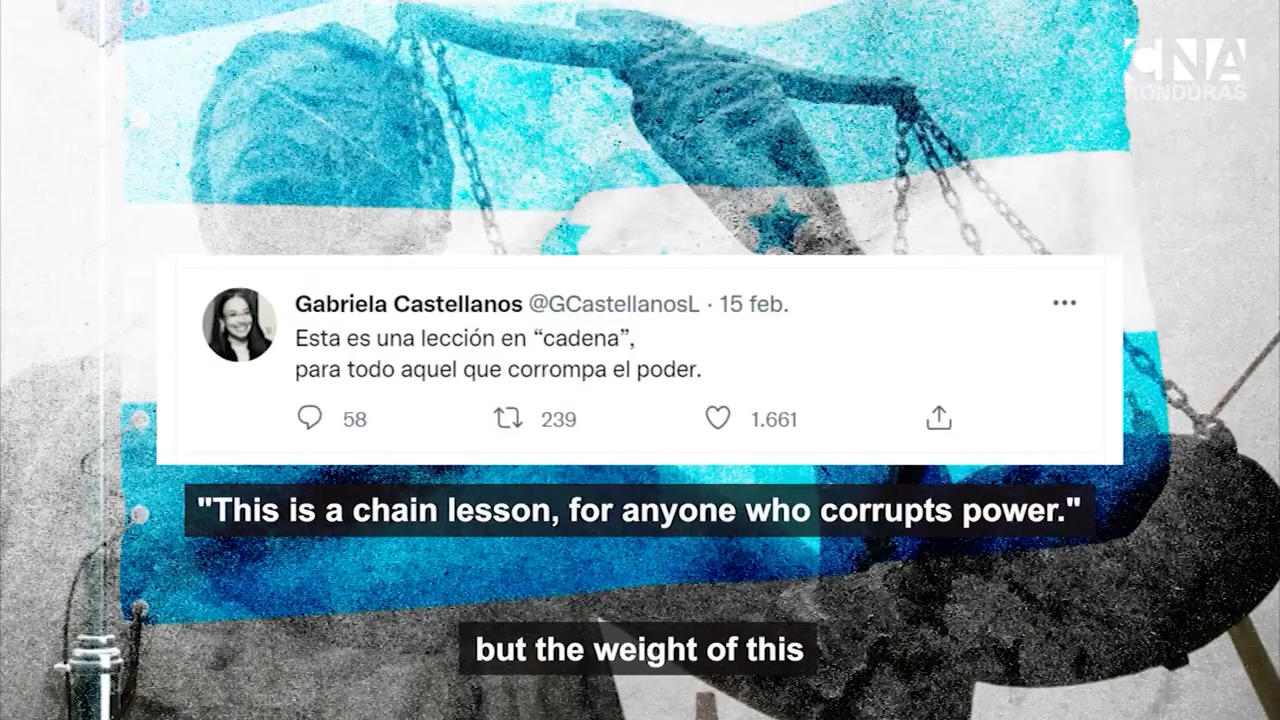 CNA
HONDURAS
Gabriela Castellanos @GCastellanosL · 15 feb.
Esta es una lección en “cadena”,
para todo aquel que corrompa el poder.
58 239 1.661
"This is a chain lesson, for anyone who corrupts power."
but the weight of this